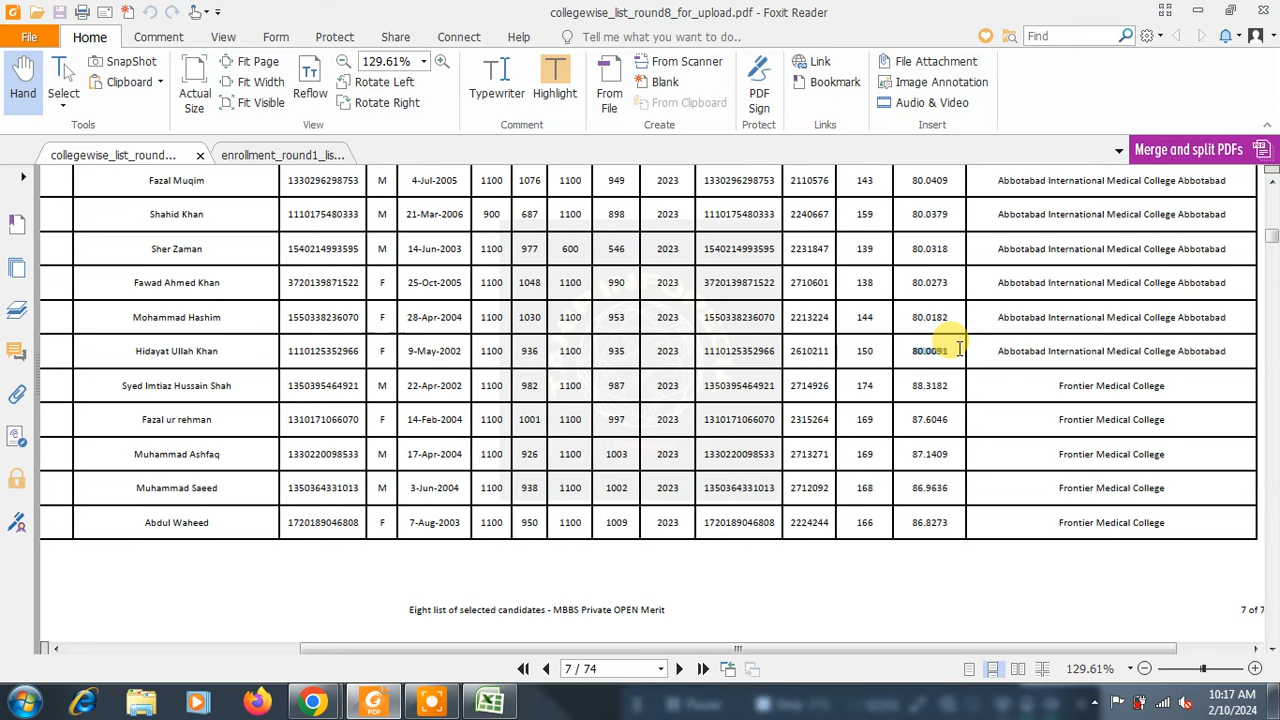 collegewise_list_round8_for_upload.pdf - Foxit Reader
File Home Comment View Form Protect Share Connect Help Tell me what you want to do.. Find
Hand Select SnapShot Clipboard Actual Size Fit Page Fit Width Fit Visible Reflow 129.61% Rotate Left Rotate Right Typewriter Highlight From File From Scanner Blank From Clipboard PDF Sign Link Bookmark File Attachment Image Annotation Audio & Video
Tools View Comment Create Protect Links Insert
collegewise_list_round... enrollment_round1_lis... Merge and split PDFs
Fazal Muqim 1330296298753 M 4-Jul-2005 1100 1076 1100 949 2023 1330296298753 2110576 143 80.0409 Abbotabad International Medical College Abbotabad
Shahid Khan 1110175480333 M 21-Mar-2006 900 687 1100 898 2023 1110175480333 2240667 159 80.0379 Abbotabad International Medical College Abbotabad
Sher Zaman 1540214993595 M 14-Jun-2003 1100 977 600 546 2023 1540214993595 2231847 139 80.0318 Abbotabad International Medical College Abbotabad
Fawad Ahmed Khan 3720139871522 F 25-Oct-2005 1100 1048 1100 990 2023 3720139871522 2710601 138 80.0273 Abbotabad International Medical College Abbotabad
Mohammad Hashim 1550338236070 F 28-Apr-2004 1100 1030 1100 953 2023 1550338236070 2213224 144 80.0182 Abbotabad International Medical College Abbotabad
Hidayat Ullah Khan 1110125352966 F 9-May-2002 1100 936 1100 935 2023 1110125352966 2610211 150 80.0091 Abbotabad International Medical College Abbotabad
Syed Imtiaz Hussain Shah 1350395464921 M 22-Apr-2002 1100 982 1100 987 2023 1350395464921 2714926 174 88.3182 Frontier Medical College
Fazal ur rehman 1310171066070 F 14-Feb-2004 1100 1001 1100 997 2023 1310171066070 2315264 169 87.6046 Frontier Medical College
Muhammad Ashfaq 1330220098533 M 17-Apr-2004 1100 926 1100 1003 2023 1330220098533 2713271 169 87.1409 Frontier Medical College
Muhammad Saeed 1350364331013 M 3-Jun-2004 1100 938 1100 1002 2023 1350364331013 2712092 168 86.9636 Frontier Medical College
Abdul Waheed 1720189046808 F 7-Aug-2003 1100 950 1100 1009 2023 1720189046808 2224244 166 86.8273 Frontier Medical College
Eight list of selected candidates - MBBS Private OPEN Merit 7 of 7
7 / 74 129.61%
10:17 AM
2/10/2024